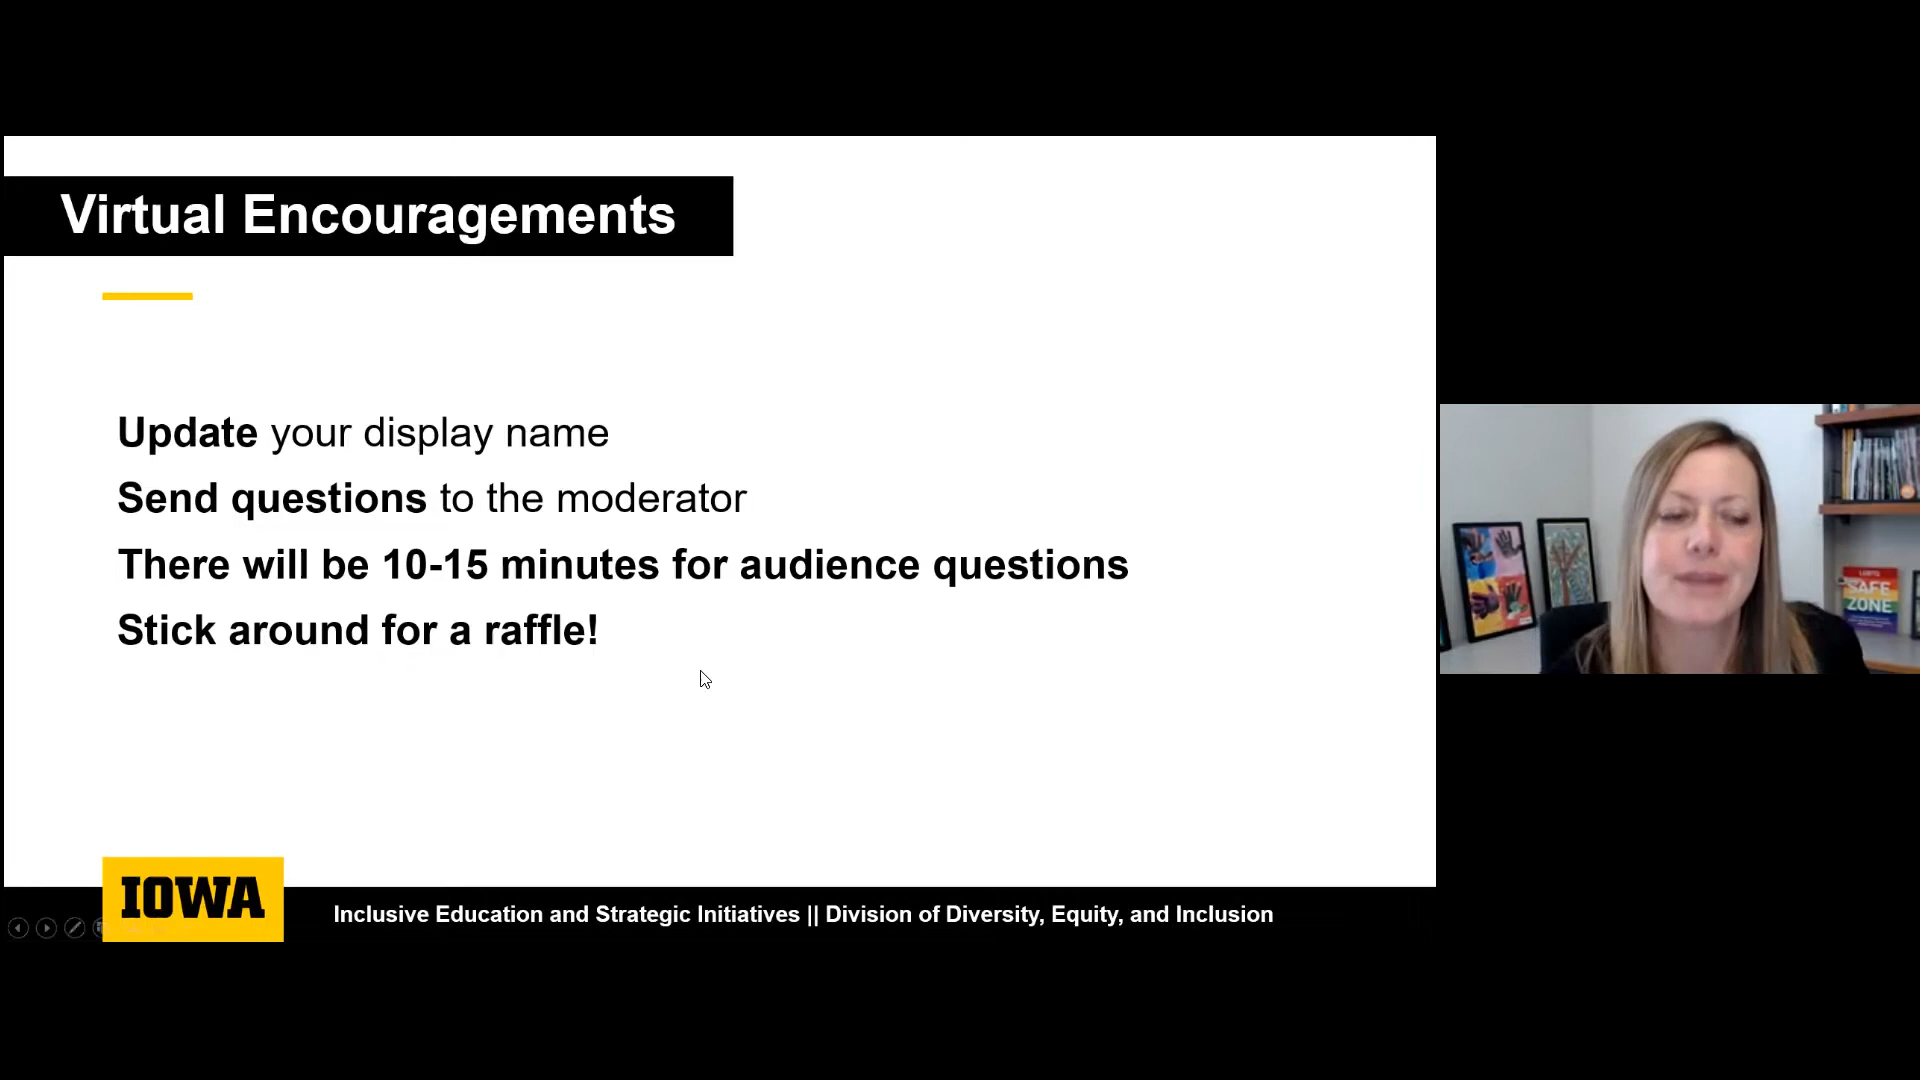 Virtual Encouragements
Update your display name
Send questions to the moderator
There will be 10-15 minutes for audience questions
Stick around for a raffle!
LGBTQ
SAFE
ZONE
IOWA
Inclusive Education and Strategic Initiatives || Division of Diversity, Equity, and Inclusion